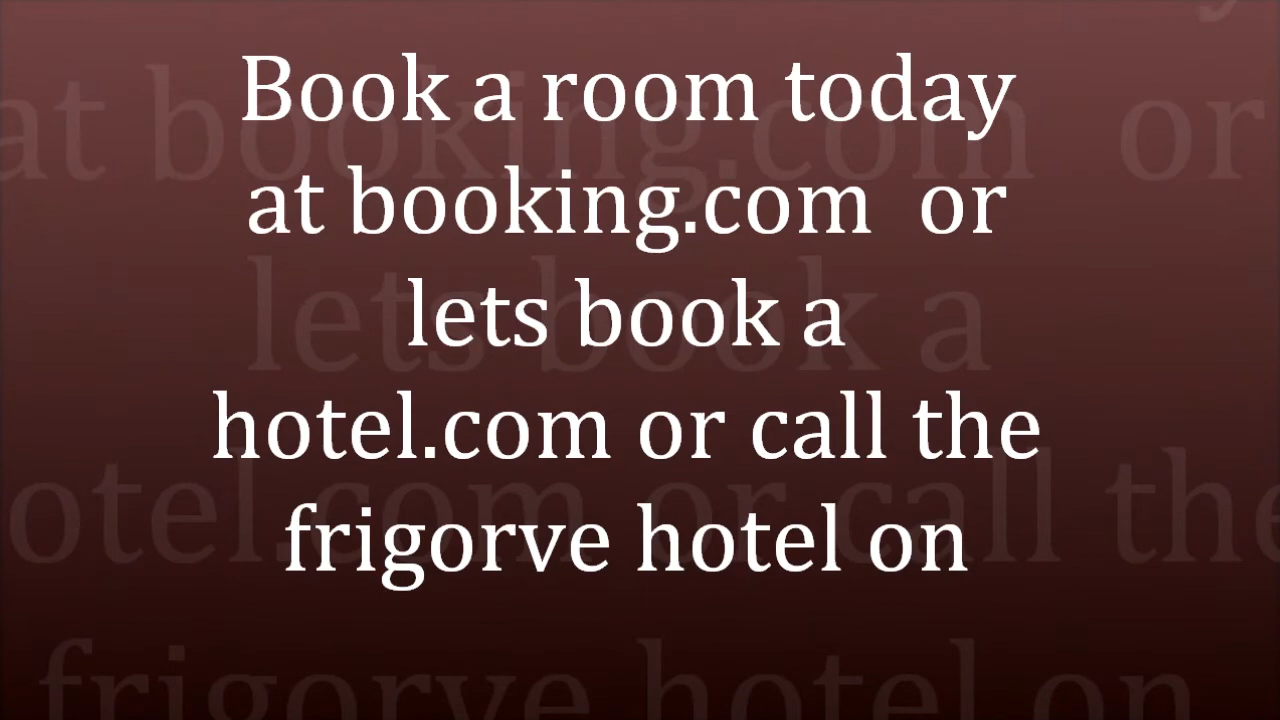 Book a room today
at booking.com  or
lets book a
hotel.com or call the
frigorve hotel on